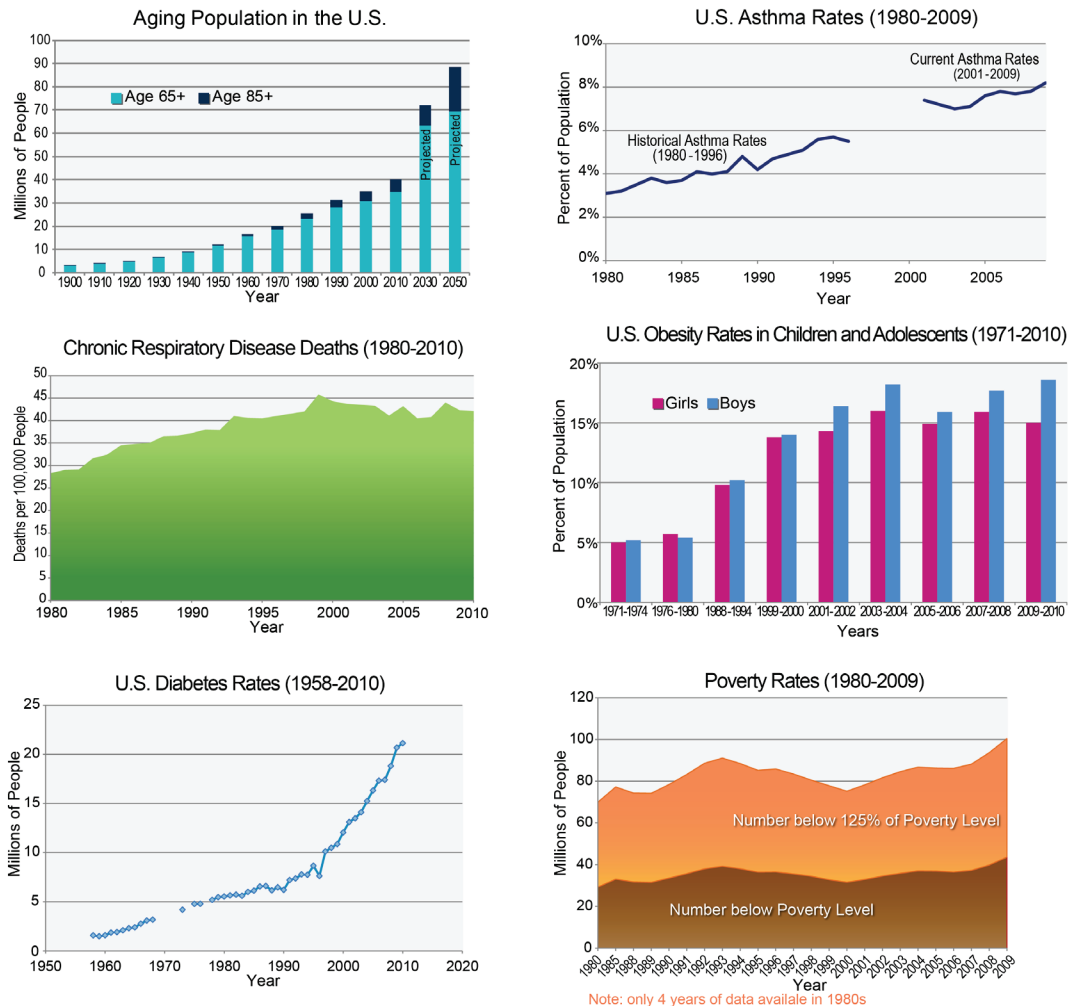 Aging Population in the U.S.
100
90
80
70
60
50
40
30
20
10
0
Millions of People
Age 65+ Age 85+
Projected
Projected
1900 1910 1920 1930 1940 1950 1960 1970 1980 1990 2000 2010 2030 2050
Year
U.S. Asthma Rates (1980-2009)
10%
8%
6%
4%
2%
0%
Percent of Population
Current Asthma Rates
(2001-2009)
Historical Asthma Rates
(1980 -1996)
1980 1985 1990 1995 2000 2005
Year
Chronic Respiratory Disease Deaths (1980-2010)
50
45
40
35
30
25
20
15
10
5
0
Deaths per 100,000 People
1980 1985 1990 1995 2000 2005 2010
Year
U.S. Obesity Rates in Children and Adolescents (1971-2010)
20%
15%
10%
5%
0%
Percent of Population
Girls Boys
1971-1974 1976-1980 1988-1994 1999-2000 2001-2002 2003-2004 2005-2006 2007-2008 2009-2010
Years
U.S. Diabetes Rates (1958-2010)
25
20
15
10
5
0
Millions of People
1950 1960 1970 1980 1990 2000 2010 2020
Year
Poverty Rates (1980-2009)
120
100
80
60
40
20
0
Millions of People
Number below 125% of Poverty Level
Number below Poverty Level
1980 1985 1988 1989 1990 1991 1992 1993 1994 1995 1996 1997 1998 1999 2000 2001 2002 2003 2004 2005 2006 2007 2008 2009
Year
Note: only 4 years of data availale in 1980s